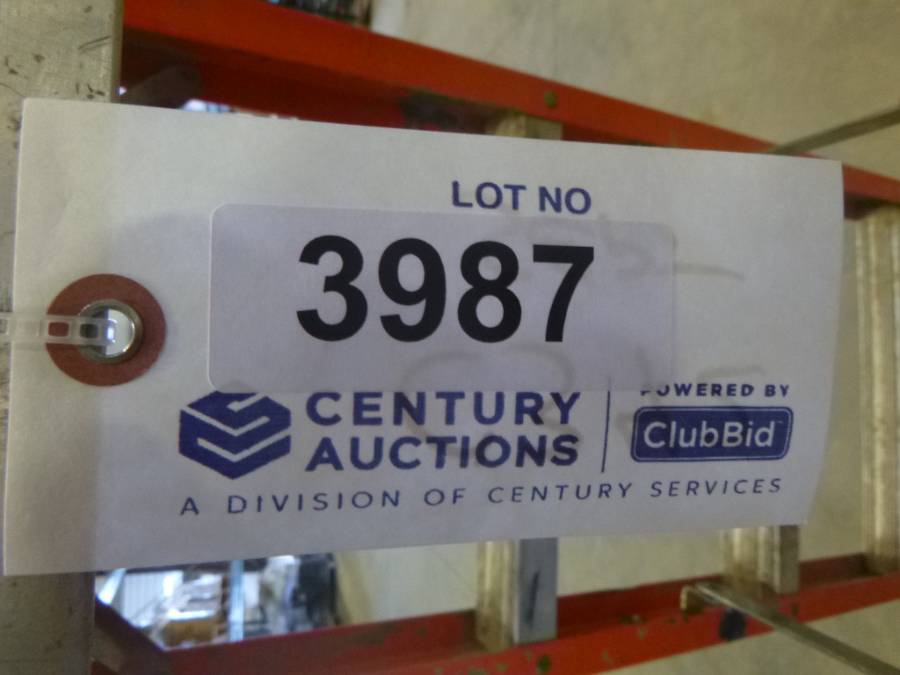 LOT NO
3987
CENTURY
AUCTIONS
POWERED BY
ClubBid
A DIVISION OF CENTURY SERVICES